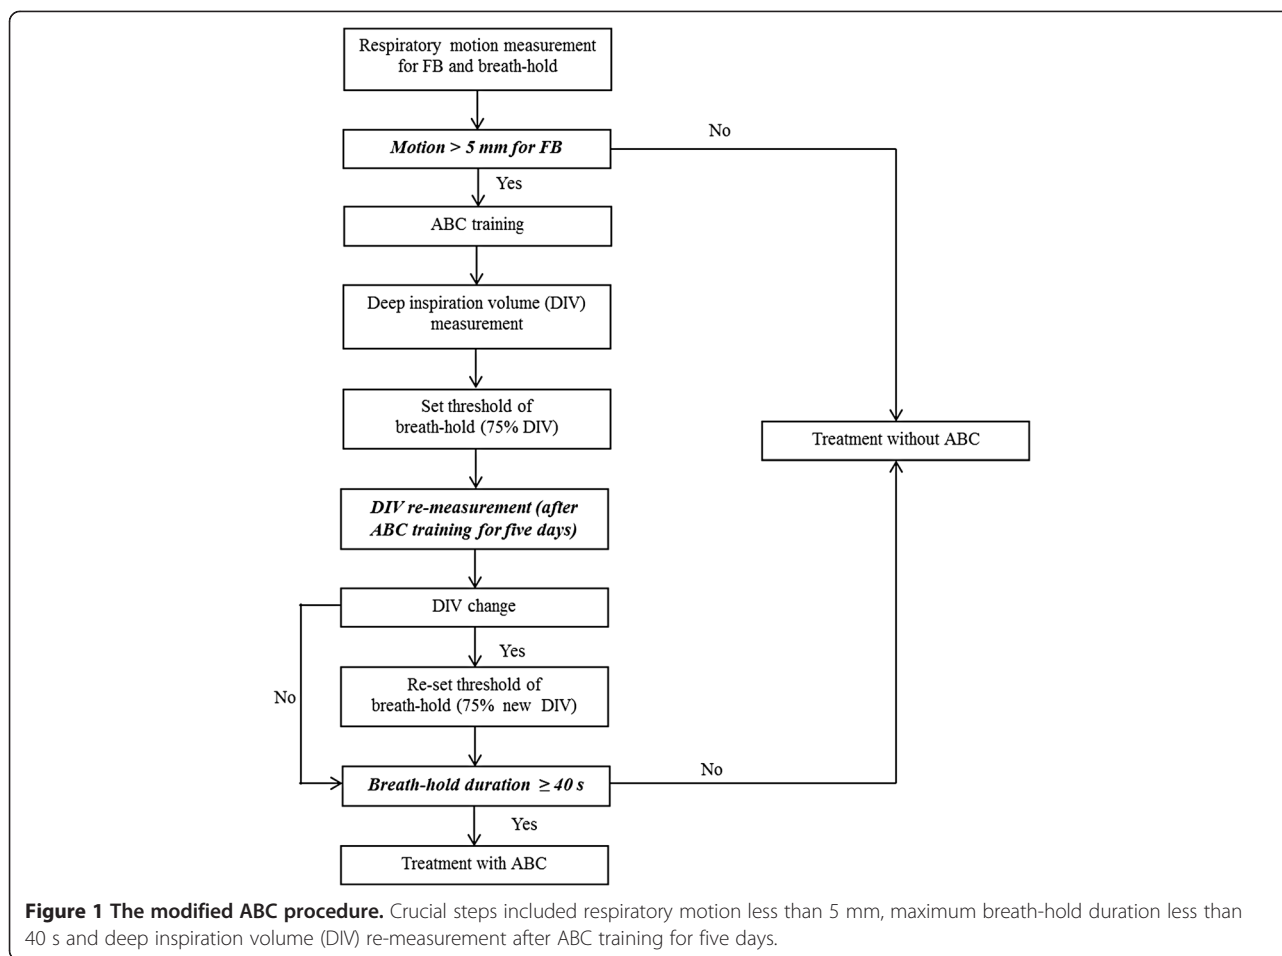 Respiratory motion measurement
for FB and breath-hold
Motion > 5 mm for FB
No
Yes
ABC training
Deep inspiration volume (DIV)
measurement
Set threshold of
breath-hold (75% DIV)
Treatment without ABC
DIV re-measurement (after
ABC training for five days)
DIV change
Yes
No
Re-set threshold of
breath-hold (75% new DIV)
Breath-hold duration ≥ 40 s
No
Yes
Treatment with ABC
Figure 1 The modified ABC procedure. Crucial steps included respiratory motion less than 5 mm, maximum breath-hold duration less than
40 s and deep inspiration volume (DIV) re-measurement after ABC training for five days.